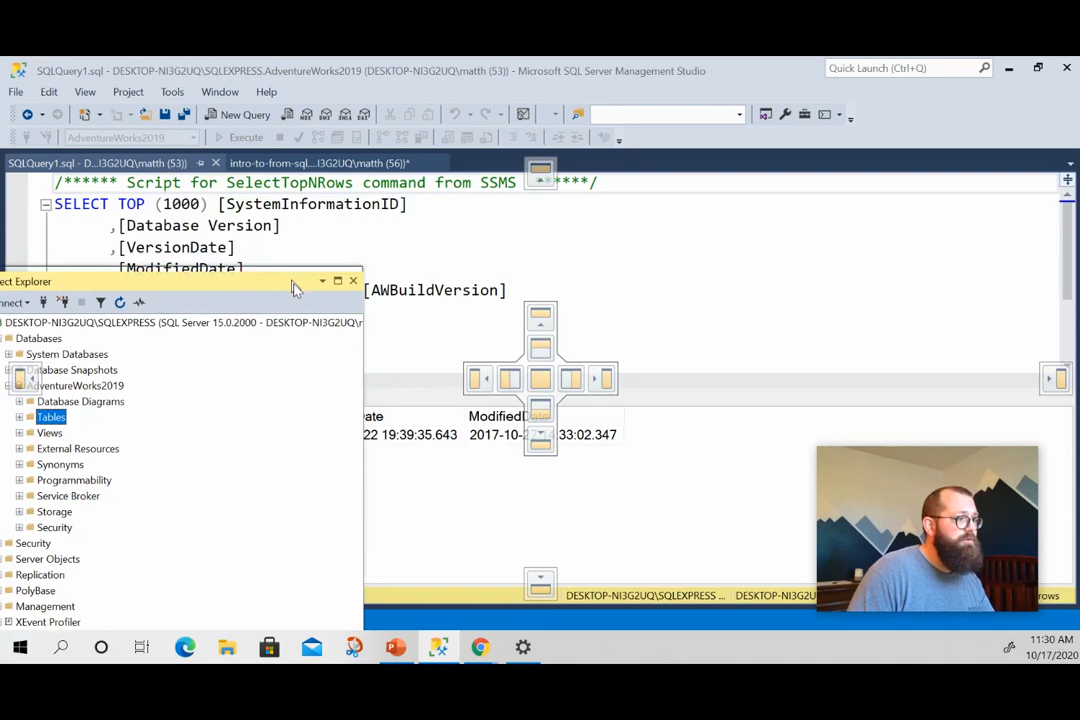 SQLQuery1.sql - DESKTOP-NI3G2UQ\SQLEXPRESS.AdventureWorks2019 (DESKTOP-NI3G2UQ\matth (53)) - Microsoft SQL Server Management Studio
Quick Launch (Ctrl+Q)
File Edit View Project Tools Window Help
New Query
AdventureWorks2019 Execute
SQLQuery1.sql - D...I3G2UQ\matth (53)) intro-to-from-sql....I3G2UQ\matth (56))*
/****** Script for SelectTopNRows command from SSMS ****/
SELECT TOP (1000) [SystemInformationID]
,[Database Version]
,[VersionDate]
,[ModifiedDate]
ect Explorer
[AWBuildVersion]
nnect
DESKTOP-NI3G2UQ\SQLEXPRESS (SQL Server 15.0.2000 - DESKTOP-NI3G2UQ\r
Databases
System Databases
Database Snapshots
AdventureWorks2019
Database Diagrams
Tables
Views
External Resources
Synonyms
Programmability
Service Broker
Storage
Security
Security
Server Objects
Replication
PolyBase
Management
XEvent Profiler
Date ModifiedDate
22 19:39:35.643 2017-10-27 14:33:02.347
DESKTOP-NI3G2UQ\SQLEXPRESS ... DESKTOP-NI3G2U rows
11:30 AM
10/17/2020